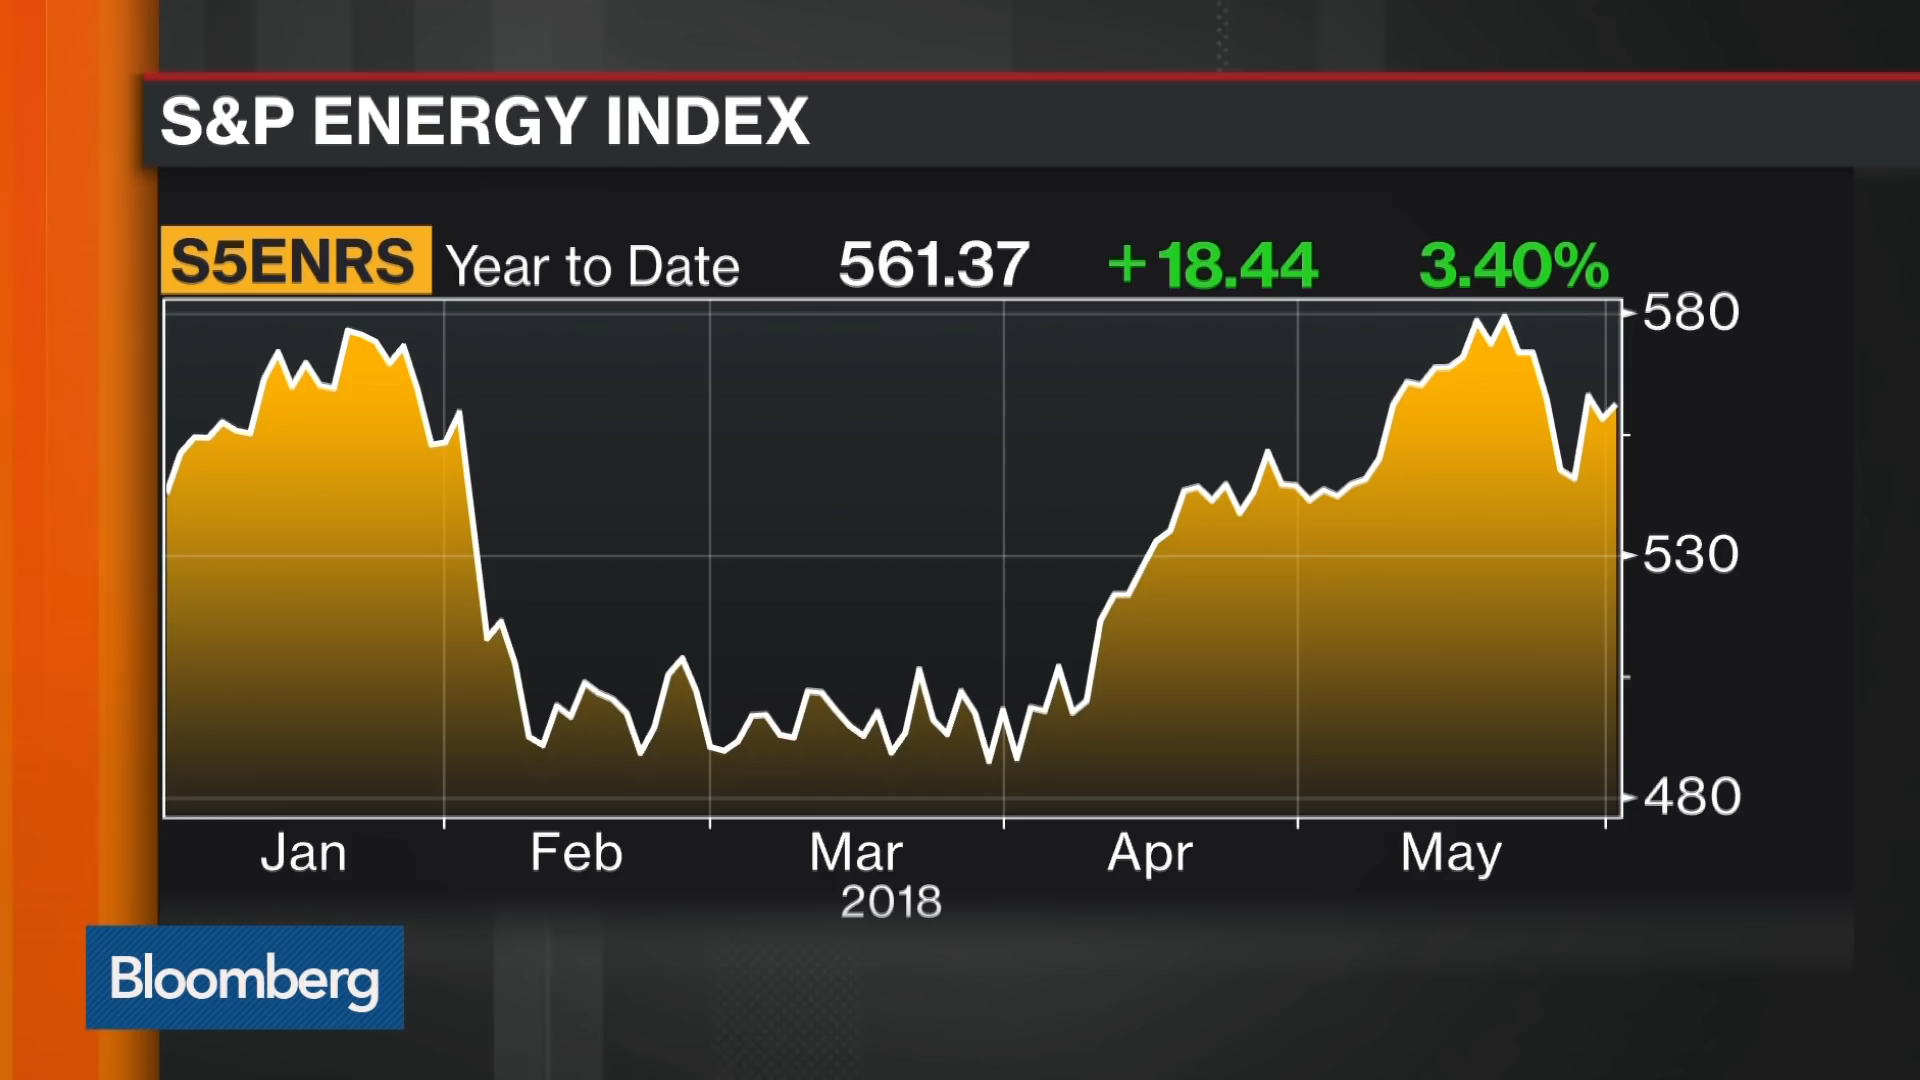 S&P ENERGY INDEX
S5ENRS Year to Date 561.37 +18.44 3.40%
580
530
480
Jan Feb Mar Apr May
2018
Bloomberg